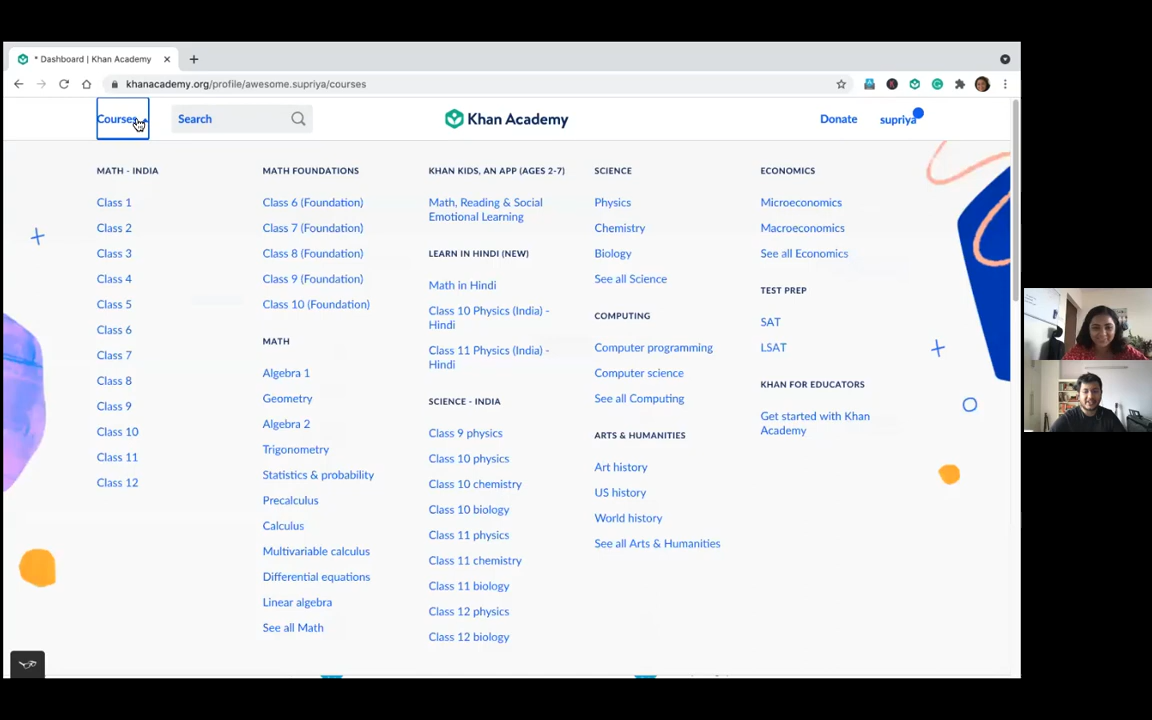 * Dashboard | Khan Academy
khanacademy.org/profile/awesome.supriya/courses
Courses
Search
Khan Academy
Donate
supriya
MATH - INDIA
Class 1
Class 2
Class 3
Class 4
Class 5
Class 6
Class 7
Class 8
Class 9
Class 10
Class 11
Class 12
MATH FOUNDATIONS
Class 6 (Foundation)
Class 7 (Foundation)
Class 8 (Foundation)
Class 9 (Foundation)
Class 10 (Foundation)
MATH
Algebra 1
Geometry
Algebra 2
Trigonometry
Statistics & probability
Precalculus
Calculus
Multivariable calculus
Differential equations
Linear algebra
See all Math
KHAN KIDS, AN APP (AGES 2-7)
Math, Reading & Social
Emotional Learning
LEARN IN HINDI (NEW)
Math in Hindi
Class 10 Physics (India) -
Hindi
Class 11 Physics (India) -
Hindi
SCIENCE - INDIA
Class 9 physics
Class 10 physics
Class 10 chemistry
Class 10 biology
Class 11 physics
Class 11 chemistry
Class 11 biology
Class 12 physics
Class 12 biology
SCIENCE
Physics
Chemistry
Biology
See all Science
COMPUTING
Computer programming
Computer science
See all Computing
ARTS & HUMANITIES
Art history
US history
World history
See all Arts & Humanities
ECONOMICS
Microeconomics
Macroeconomics
See all Economics
TEST PREP
SAT
LSAT
KHAN FOR EDUCATORS
Get started with Khan
Academy